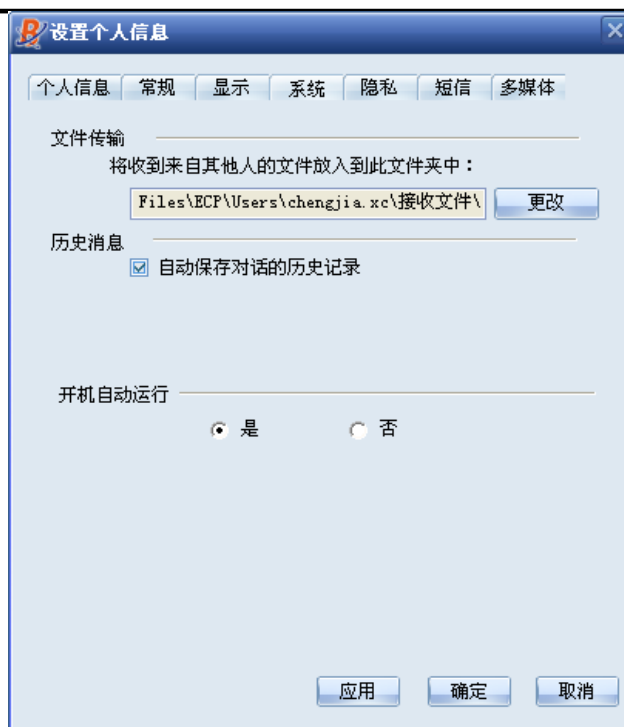 设置个人信息
个人信息 常规 显示 系统 隐私 短信 多媒体
文件传输
将收到来自其他人的文件放入到此文件夹中：
Files\ECP\Users\chengjia.xc\接收文件\ 更改
历史消息
自动保存对话的历史记录
开机自动运行
是 否
应用 确定 取消